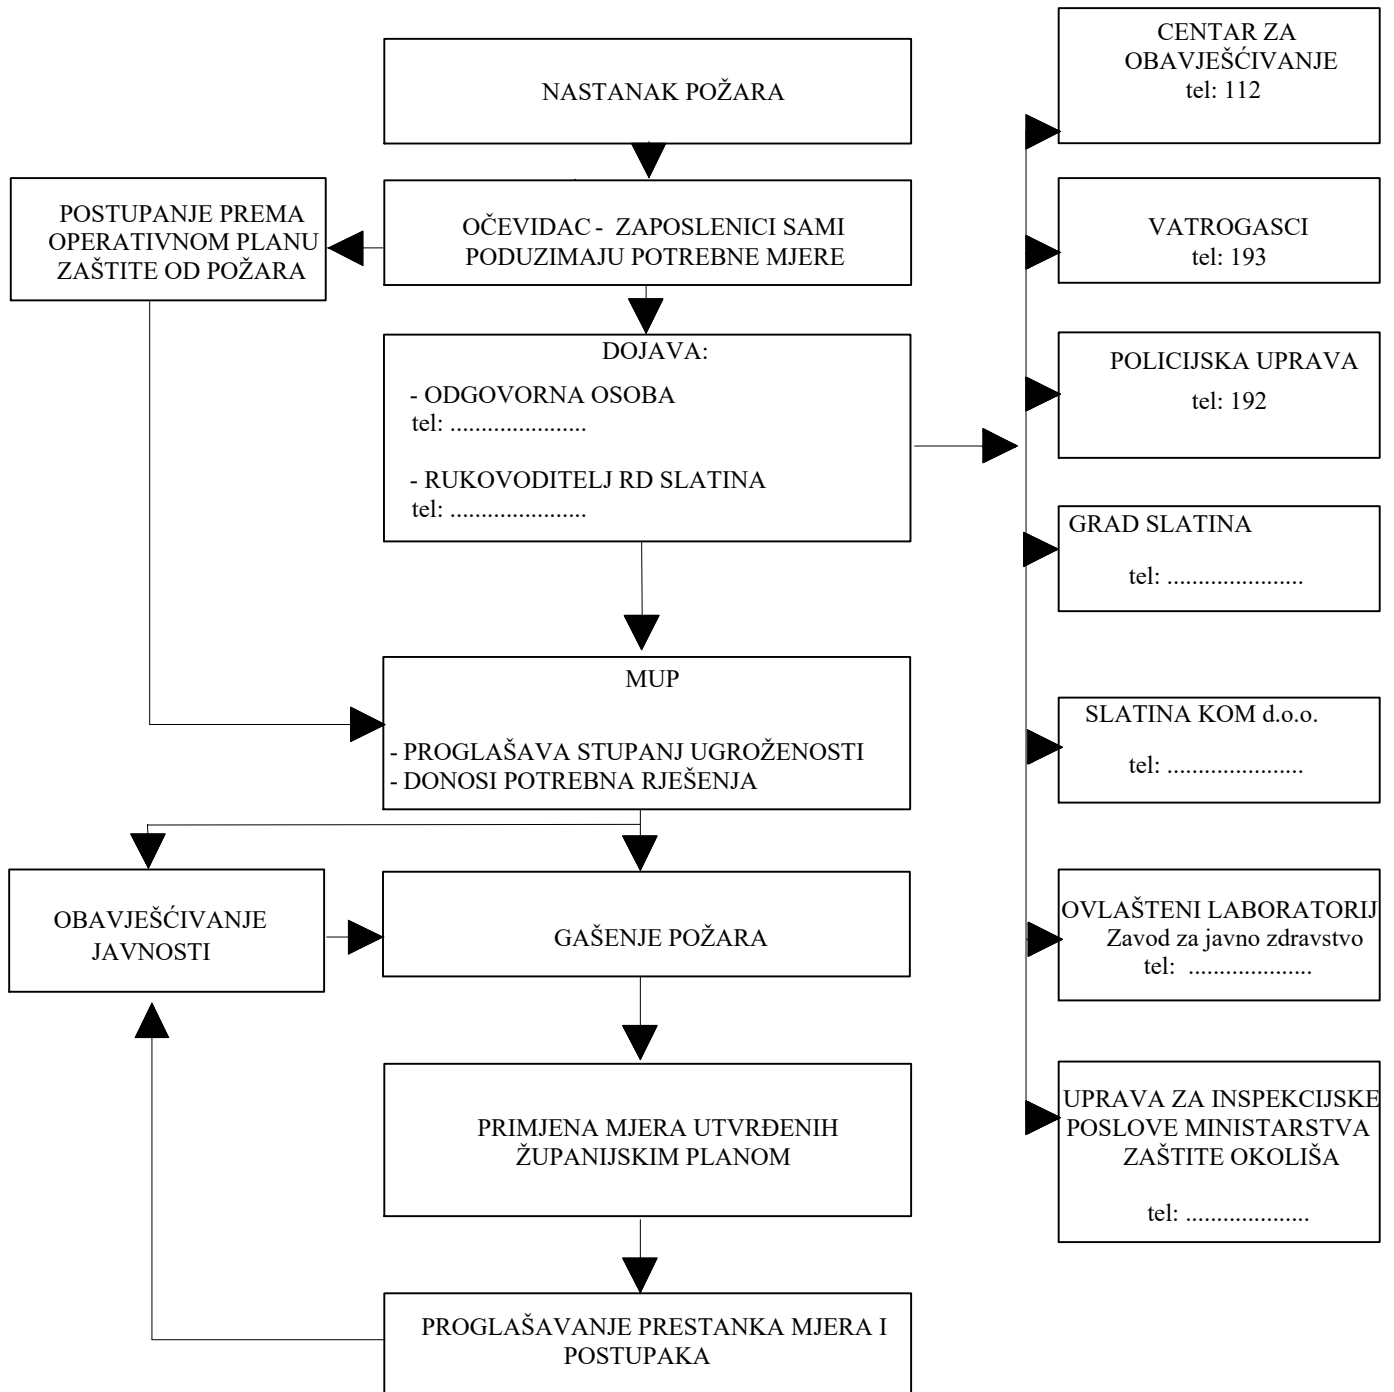 NASTANAK POŽARA
POSTUPANJE PREMA
OPERATIVNOM PLANU
ZAŠTITE OD POŽARA
OČEVIDAC - ZAPOSLENICI SAMI
PODUZIMAJU POTREBNE MJERE
DOJAVA:
- ODGOVORNA OSOBA
tel: ......................
- RUKOVODITELJ RD SLATINA
tel: ......................
MUP
- PROGLAŠAVA STUPANJ UGROŽENOSTI
- DONOSI POTREBNA RJEŠENJA
OBAVJEŠĆIVANJE
JAVNOSTI
GAŠENJE POŽARA
PRIMJENA MJERA UTVRĐENIH
ŽUPANIJSKIM PLANOM
PROGLAŠAVANJE PRESTANKA MJERA I
POSTUPAKA
CENTAR ZA
OBAVJEŠĆIVANJE
tel: 112
VATROGASCI
tel: 193
POLICIJSKA UPRAVA
tel: 192
GRAD SLATINA
tel: ......................
SLATINA KOM d.o.o.
tel: ......................
OVLAŠTENI LABORATORIJ
Zavod za javno zdravstvo
tel: ....................
UPRAVA ZA INSPEKCIJSKE
POSLOVE MINISTARSTVA
ZAŠTITE OKOLIŠA
tel: ....................